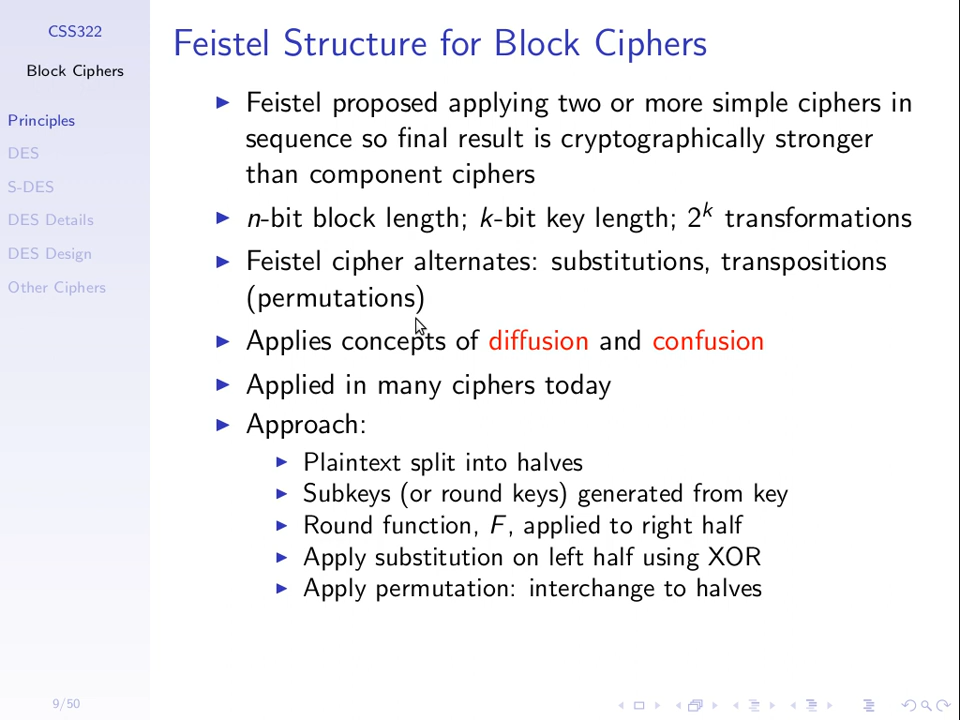 CSS322
Block Ciphers
Principles
DES
S-DES
DES Details
DES Design
Other Ciphers
9/50
Feistel Structure for Block Ciphers
Feistel proposed applying two or more simple ciphers in
sequence so final result is cryptographically stronger
than component ciphers
n-bit block length; k-bit key length; 2^k transformations
Feistel cipher alternates: substitutions, transpositions
(permutations)
Applies concepts of diffusion and confusion
Applied in many ciphers today
Approach:
Plaintext split into halves
Subkeys (or round keys) generated from key
Round function, F, applied to right half
Apply substitution on left half using XOR
Apply permutation: interchange to halves